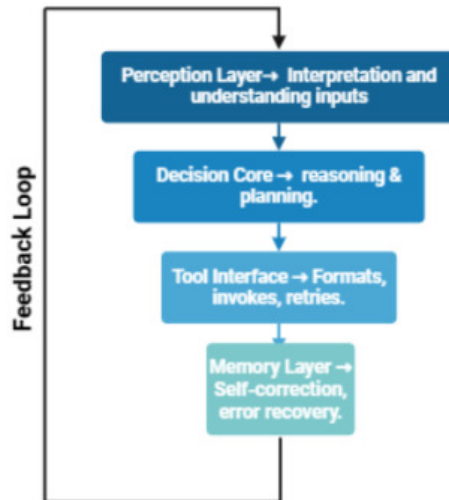 Perception Layer→ Interpretation and
understanding inputs
Decision Core → reasoning &
planning.
Tool Interface → Formats,
invokes, retries.
Memory Layer →
Self-correction,
error recovery.
Feedback Loop